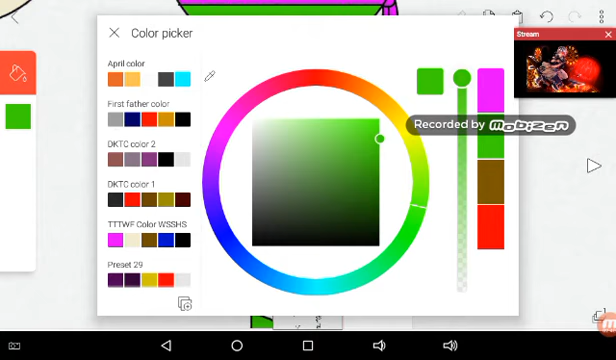 Color picker
Stream
April color
First father color
Recorded by mobizen
DKTC color 2
DKTC color 1
TTTWF Color WSSHS
Preset 29